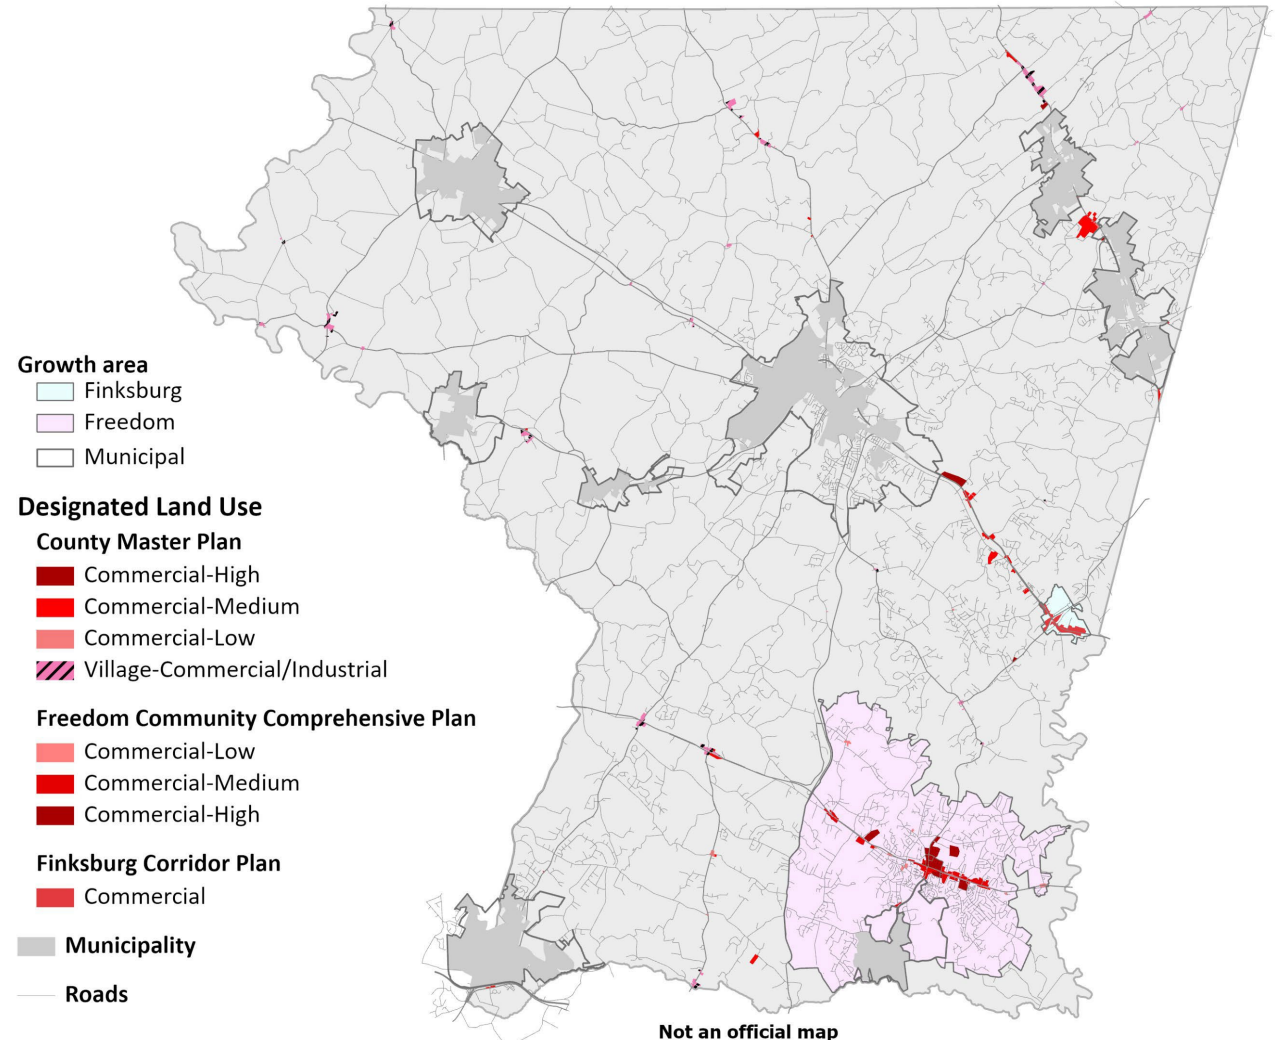 Growth area
Finksburg
Freedom
Municipal
Designated Land Use
County Master Plan
Commercial-High
Commercial-Medium
Commercial-Low
Village-Commercial/Industrial
Freedom Community Comprehensive Plan
Commercial-Low
Commercial-Medium
Commercial-High
Finksburg Corridor Plan
Commercial
Municipality
Roads
Not an official map